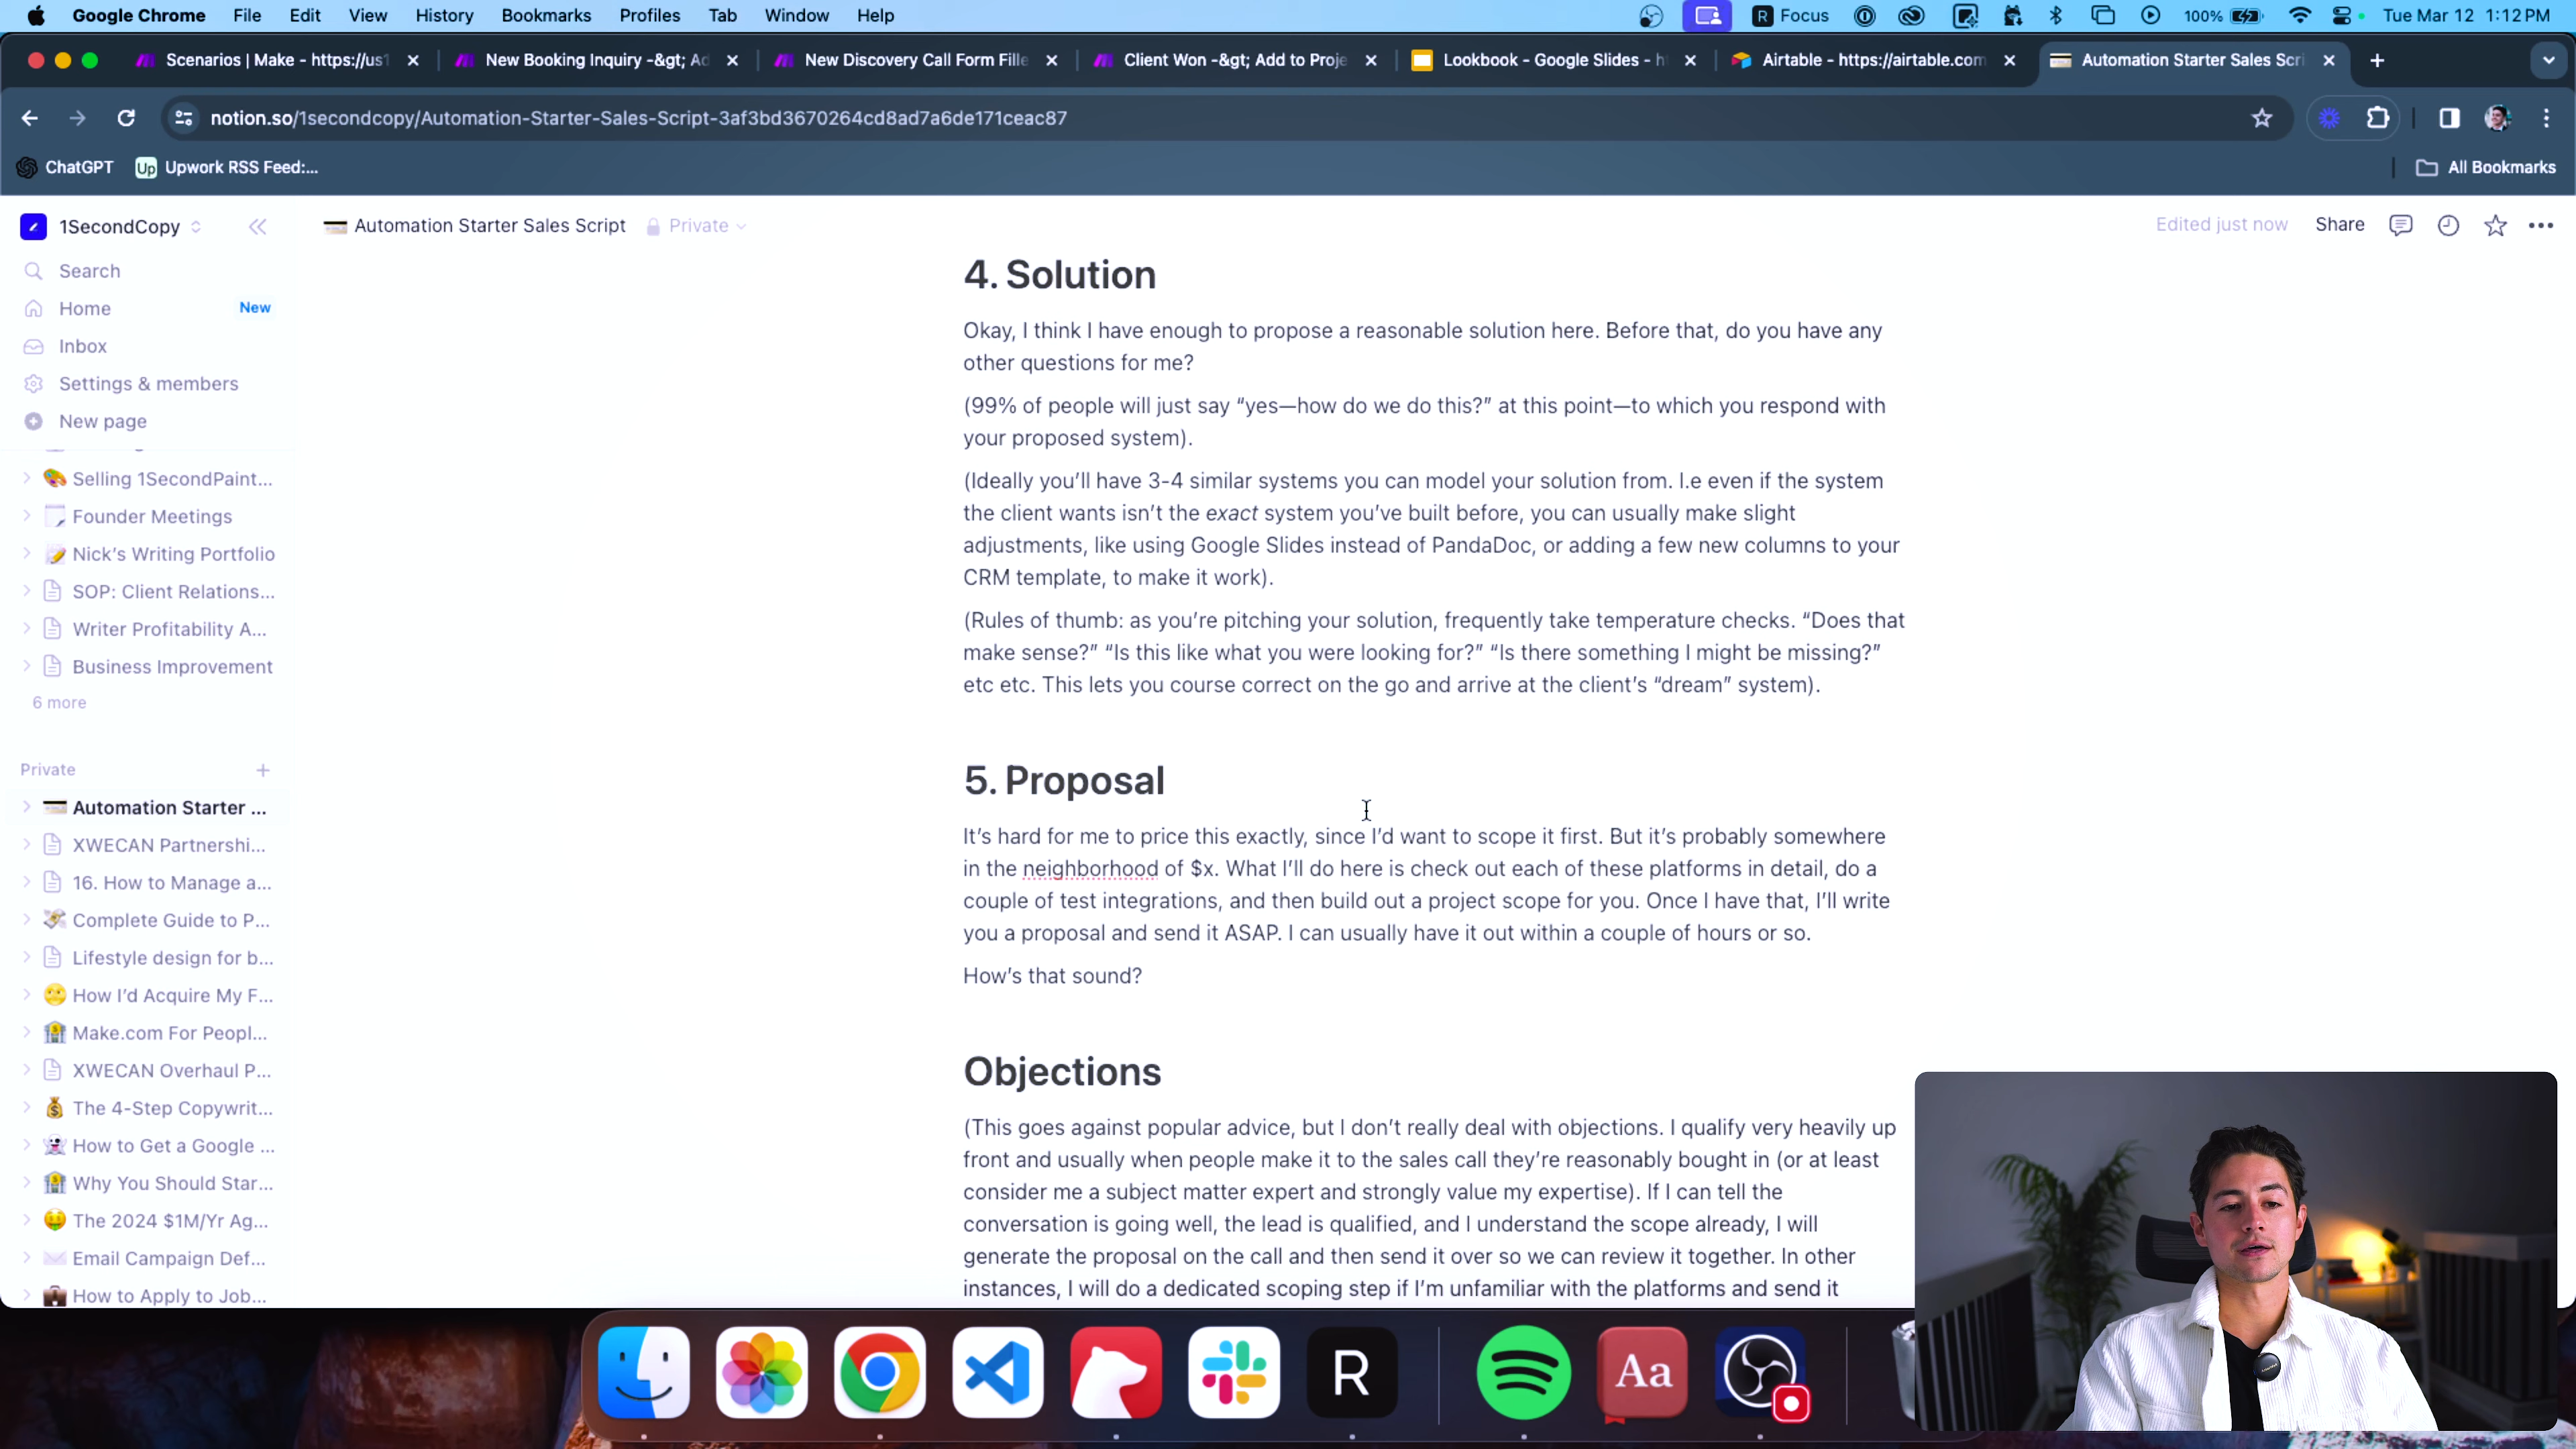 Google Chrome File Edit View History Bookmarks Profiles Tab Window Help R Focus 100% Tue Mar 12 1:12 PM
Scenarios | Make - https://us1 New Booking Inquiry -&gt; Ad New Discovery Call Form Fille Client Won -&gt; Add to Proje Lookbook - Google Slides - h Airtable - https://airtable.com Automation Starter Sales Scri
notion.so/1secondcopy/Automation-Starter-Sales-Script-3af3bd3670264cd8ad7a6de171ceac87
ChatGPT Up Upwork RSS Feed:... All Bookmarks
1SecondCopy
Automation Starter Sales Script Private
Edited just now Share
Search
Home New
Inbox
Settings & members
New page
Selling 1SecondPaint...
Founder Meetings
Nick's Writing Portfolio
SOP: Client Relations...
Writer Profitability A...
Business Improvement
6 more
Private
Automation Starter ...
XWECAN Partnershi...
16. How to Manage a...
Complete Guide to P...
Lifestyle design for b...
How I'd Acquire My F...
Make.com For Peopl...
XWECAN Overhaul P...
The 4-Step Copywrit...
How to Get a Google ...
Why You Should Star...
The 2024 $1M/Yr Ag...
Email Campaign Def...
How to Apply to Job...
4. Solution
Okay, I think I have enough to propose a reasonable solution here. Before that, do you have any
other questions for me?
(99% of people will just say “yes—how do we do this?” at this point—to which you respond with
your proposed system).
(Ideally you’ll have 3-4 similar systems you can model your solution from. I.e even if the system
the client wants isn’t the exact system you’ve built before, you can usually make slight
adjustments, like using Google Slides instead of PandaDoc, or adding a few new columns to your
CRM template, to make it work).
(Rules of thumb: as you’re pitching your solution, frequently take temperature checks. “Does that
make sense?” “Is this like what you were looking for?” “Is there something I might be missing?”
etc etc. This lets you course correct on the go and arrive at the client’s “dream” system).
5. Proposal
It’s hard for me to price this exactly, since I’d want to scope it first. But it’s probably somewhere
in the neighborhood of $x. What I’ll do here is check out each of these platforms in detail, do a
couple of test integrations, and then build out a project scope for you. Once I have that, I’ll write
you a proposal and send it ASAP. I can usually have it out within a couple of hours or so.
How’s that sound?
Objections
(This goes against popular advice, but I don’t really deal with objections. I qualify very heavily up
front and usually when people make it to the sales call they’re reasonably bought in (or at least
consider me a subject matter expert and strongly value my expertise). If I can tell the
conversation is going well, the lead is qualified, and I understand the scope already, I will
generate the proposal on the call and then send it over so we can review it together. In other
instances, I will do a dedicated scoping step if I’m unfamiliar with the platforms and send it
R Aa